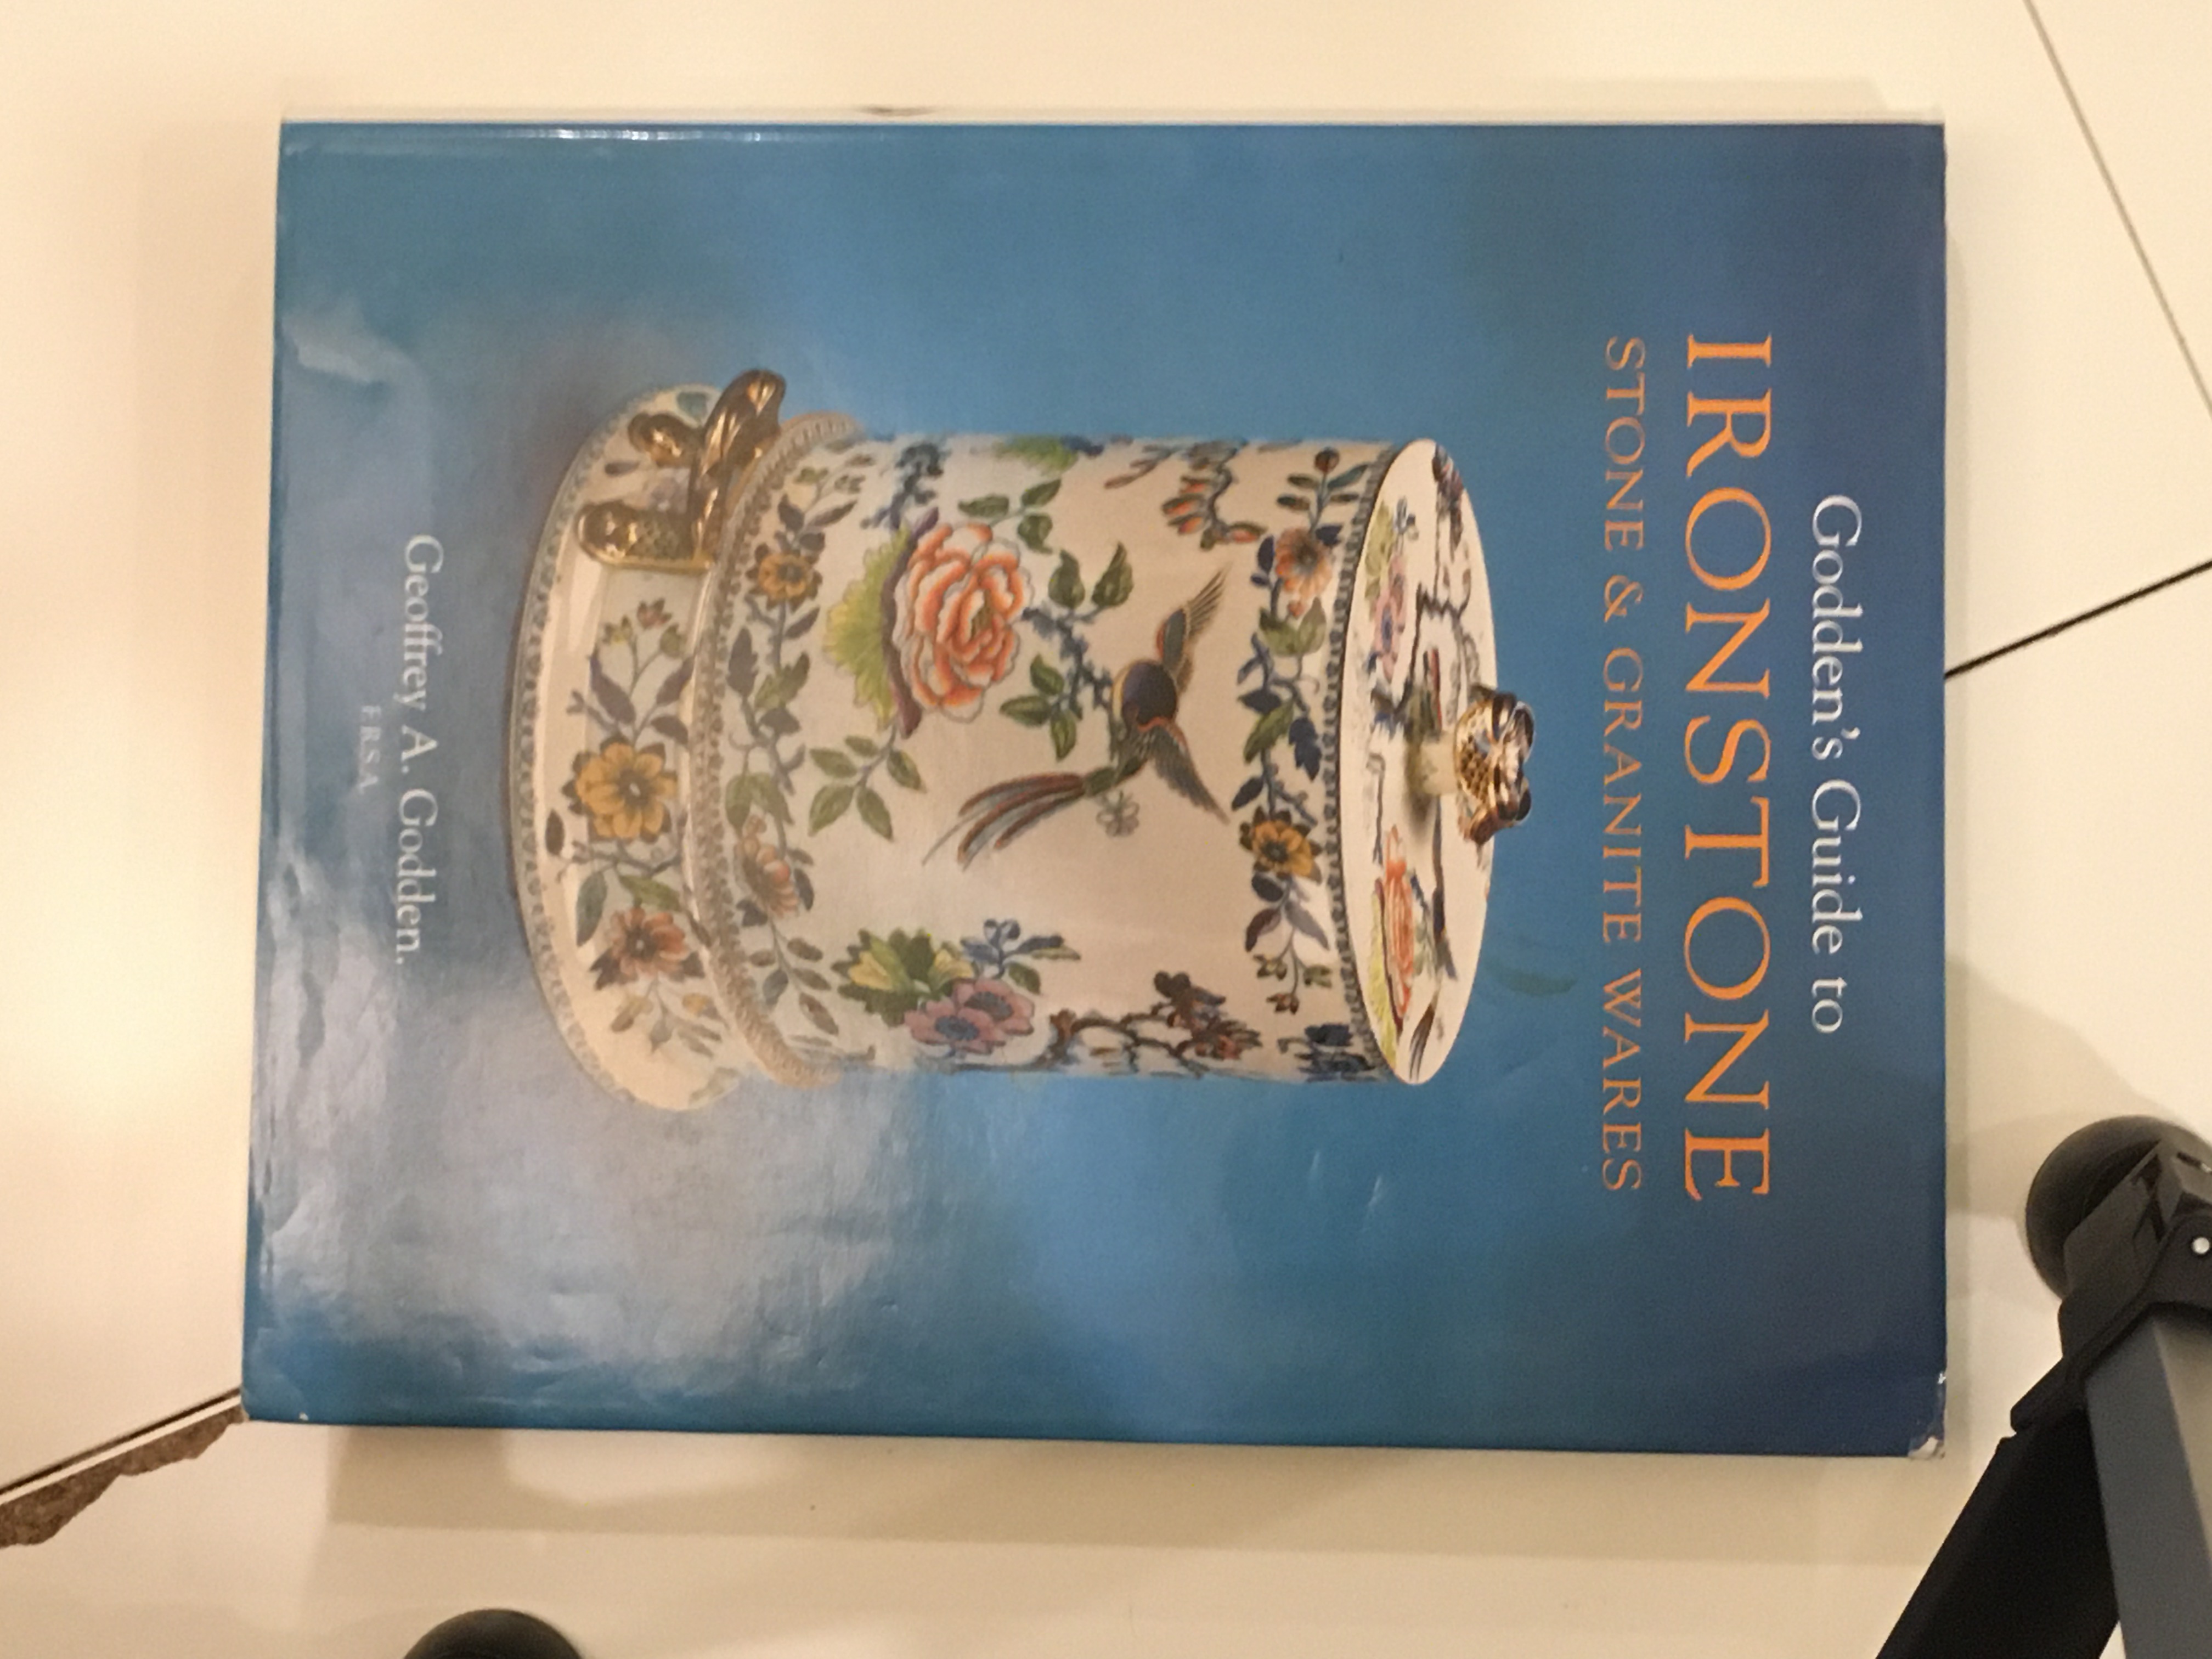 Godden's Guide to
IRONSTONE
STONE & GRANITE WARES
Geoffrey A. Godden.
F.R.S.A.